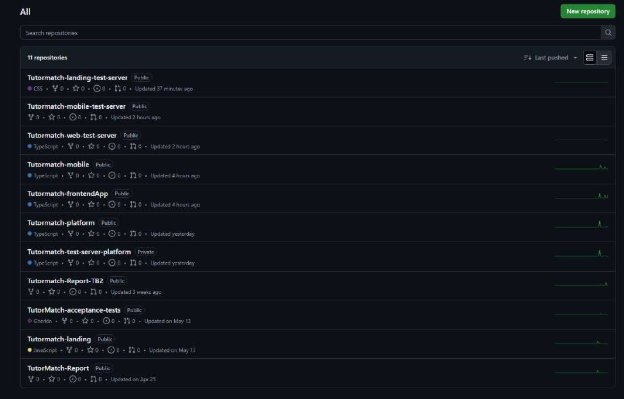 All
New repository
Search repositories
11 repositories
Last pushed
Tutormatch-landing-test-server Public
CSS • 0 • 0 • 0 • 0 • Updated 37 minutes ago
Tutormatch-mobile-test-server Public
0 • 0 • 0 • 0 • Updated 2 hours ago
Tutormatch-web-test-server Public
TypeScript • 0 • 0 • 0 • 0 • Updated 2 hours ago
Tutormatch-mobile Public
TypeScript • 0 • 0 • 0 • 0 • Updated 4 hours ago
Tutormatch-frontendApp Public
TypeScript • 0 • 0 • 0 • 0 • Updated 4 hours ago
Tutormatch-platform Public
TypeScript • 0 • 0 • 0 • 0 • Updated yesterday
Tutormatch-test-server-platform Private
TypeScript • 0 • 0 • 0 • 0 • Updated yesterday
Tutormatch-Report-TB2 Public
0 • 0 • 0 • 0 • Updated 3 weeks ago
TutorMatch-acceptance-tests Public
Gherkin • 0 • 0 • 0 • 0 • Updated on May 13
Tutormatch-landing Public
JavaScript • 0 • 0 • 0 • 0 • Updated on May 13
TutorMatch-Report Public
0 • 0 • 0 • 0 • Updated on Apr 25